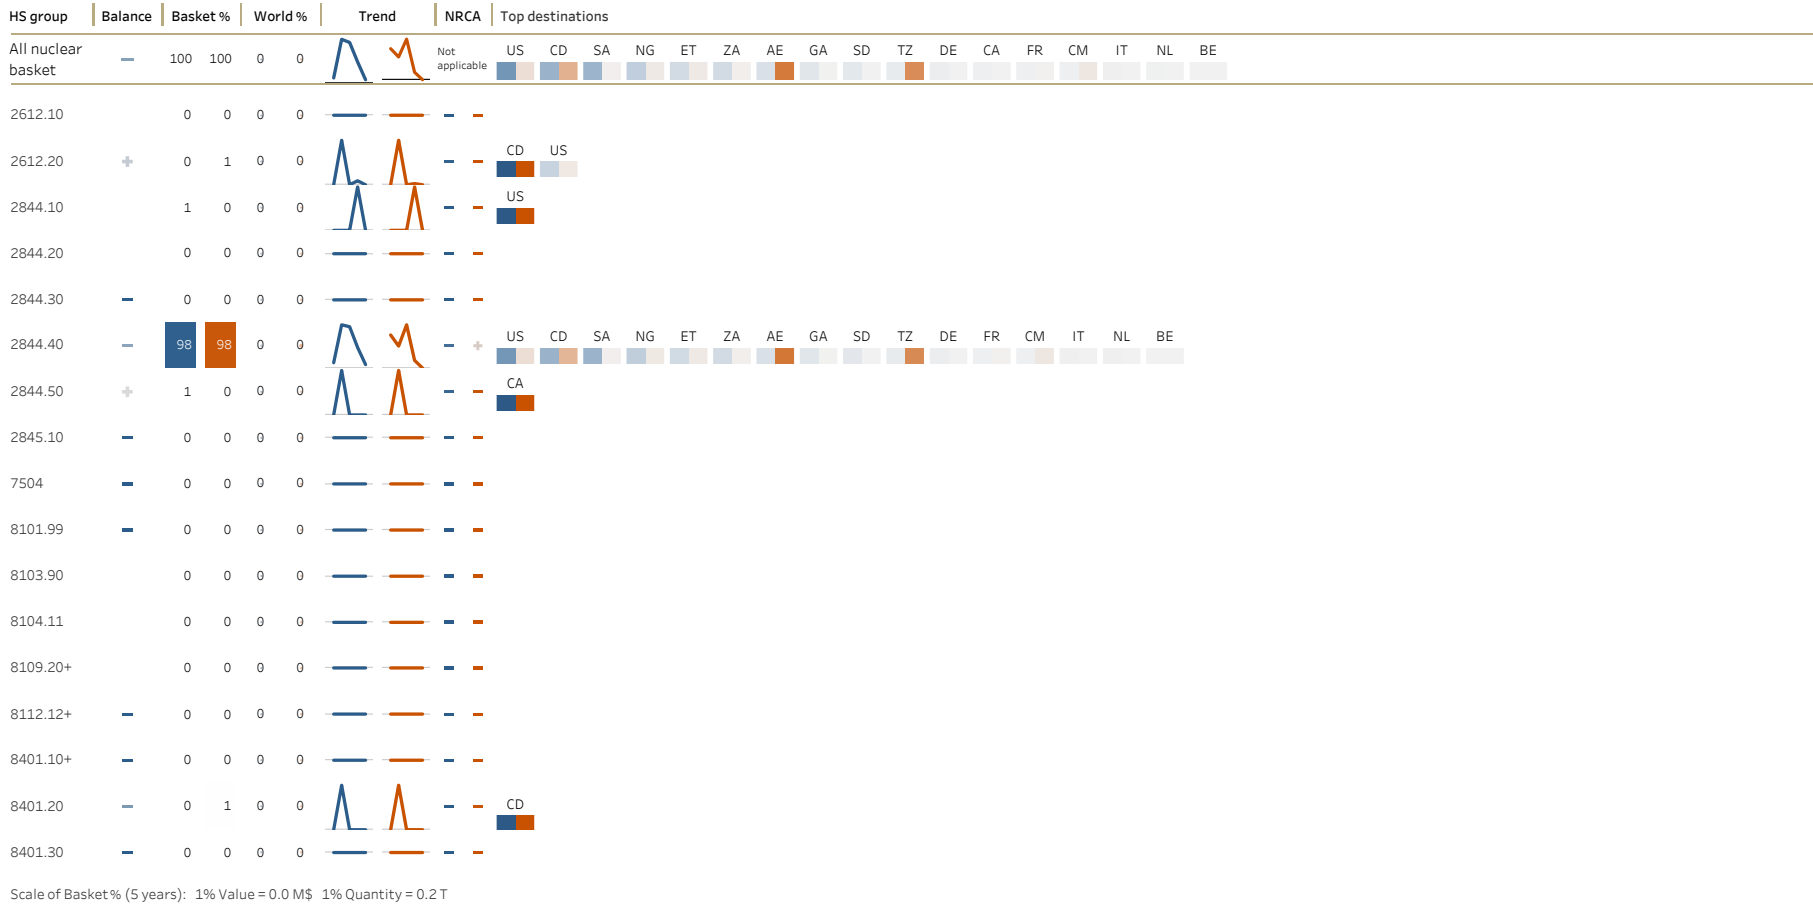 HS group Balance Basket % World % Trend NRCA Top destinations
All nuclear basket 100 100 0 0 Not applicable US CD SA NG ET ZA AE GA SD TZ DE CA FR CM IT NL BE
2612.10 0 0 0 0
2612.20 0 1 0 0 CD US
2844.10 1 0 0 0 US
2844.20 0 0 0 0
2844.30 0 0 0 0
2844.40 98 98 0 0 US CD SA NG ET ZA AE GA SD TZ DE FR CM IT NL BE
2844.50 1 0 0 0 CA
2845.10 0 0 0 0
7504 0 0 0 0
8101.99 0 0 0 0
8103.90 0 0 0 0
8104.11 0 0 0 0
8109.20+ 0 0 0 0
8112.12+ 0 0 0 0
8401.10+ 0 0 0 0
8401.20 0 1 0 0 CD
8401.30 0 0 0 0
Scale of Basket% (5 years): 1% Value = 0.0 M$ 1% Quantity = 0.2 T